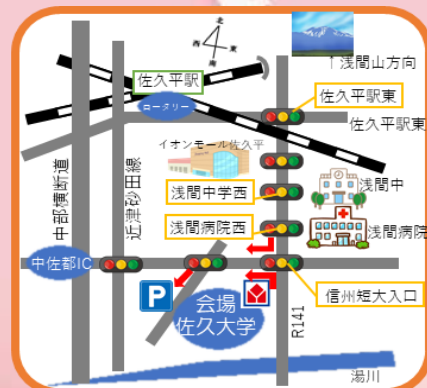 北
西 東
南
↑浅間山方向
佐久平駅
佐久平駅東
ロータリー
佐久平駅東
イオンモール佐久平
中部横断道
近津砂田線
浅間中学西
浅間中
浅間病院西
浅間病院
中佐都IC
P
会場
佐久大学
信州短大入口
R141
湯川